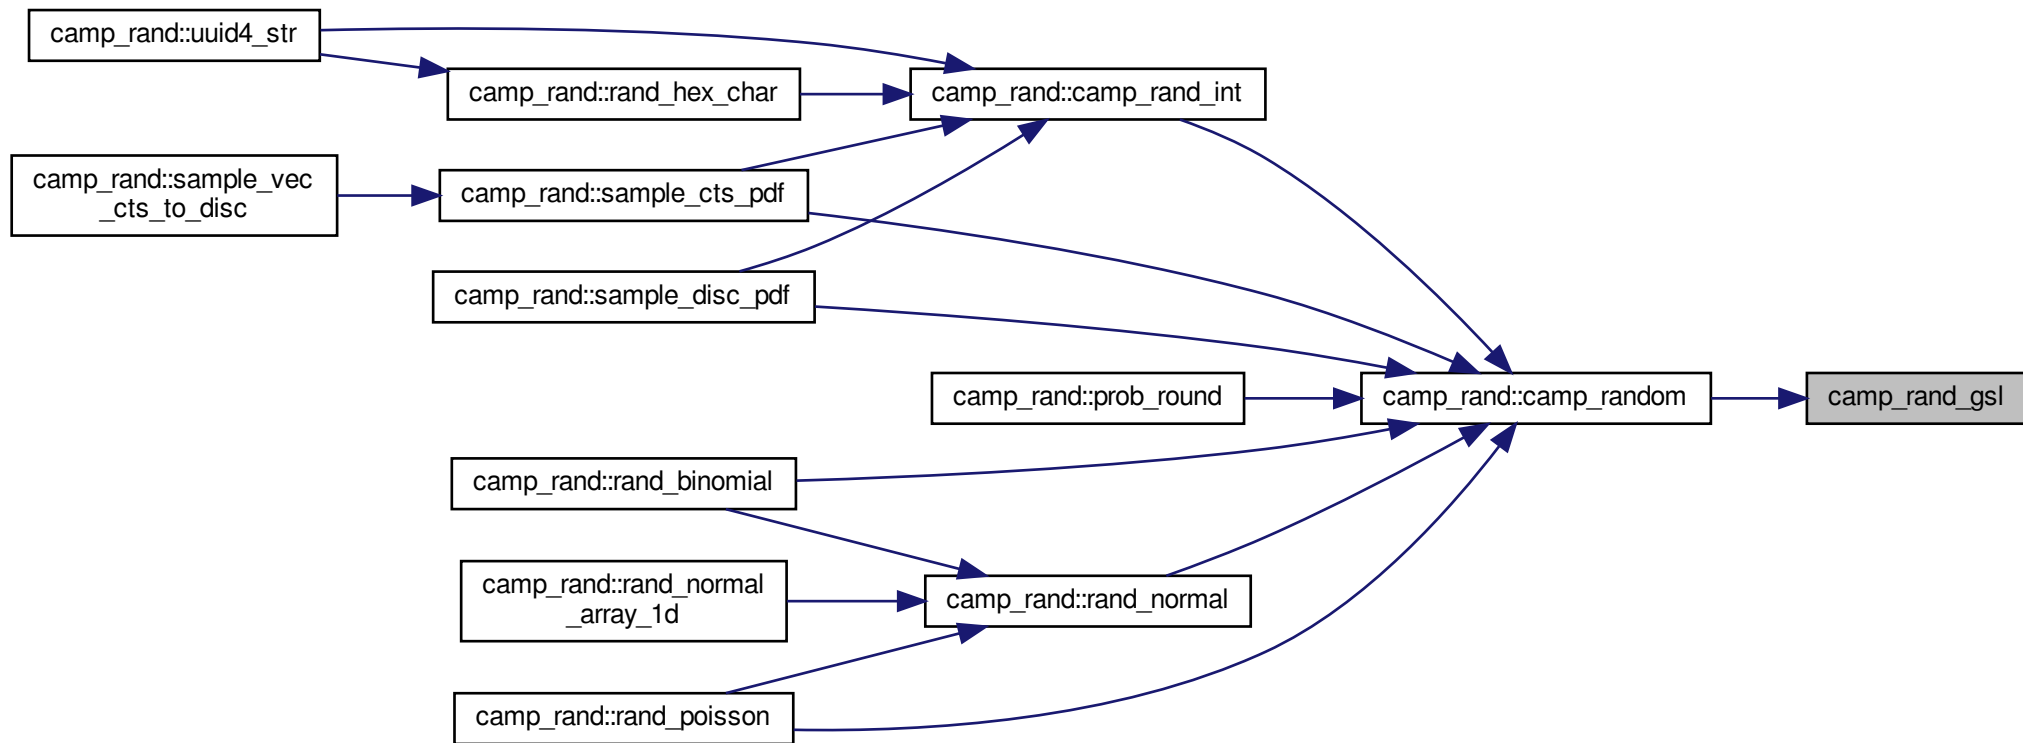 camp_rand::uuid4_str
camp_rand::rand_hex_char
camp_rand::camp_rand_int
camp_rand::sample_vec
_cts_to_disc
camp_rand::sample_cts_pdf
camp_rand::sample_disc_pdf
camp_rand::prob_round
camp_rand::camp_random
camp_rand_gsl
camp_rand::rand_binomial
camp_rand::rand_normal
_array_1d
camp_rand::rand_normal
camp_rand::rand_poisson